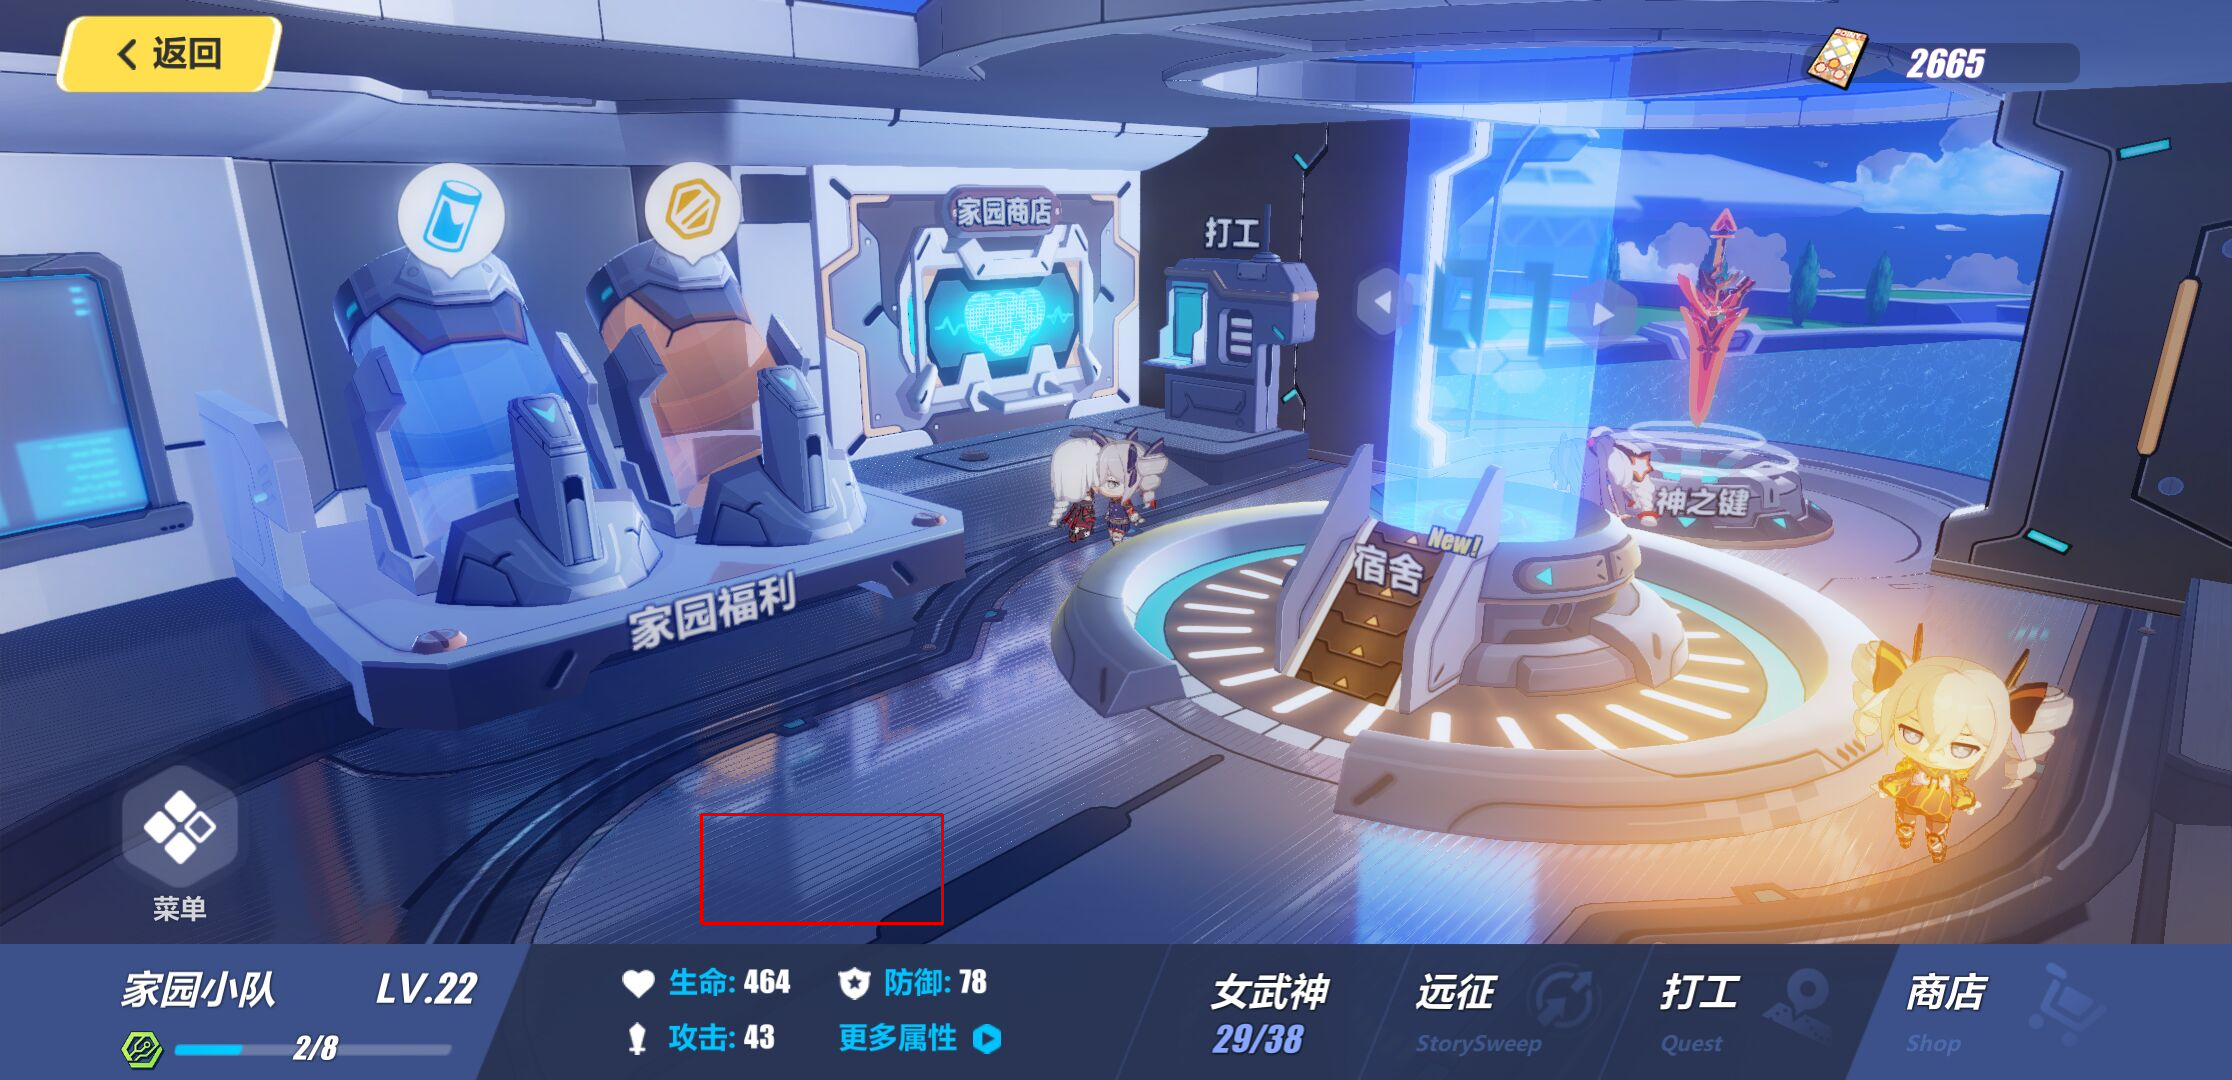 返回
2665
家园商店
打工
神之键
New!
宿舍
家园福利
菜单
家园小队 LV.22
2/8
生命: 464 防御: 78
攻击: 43 更多属性
女武神
29/38
远征
StorySweep
打工
Quest
商店
Shop